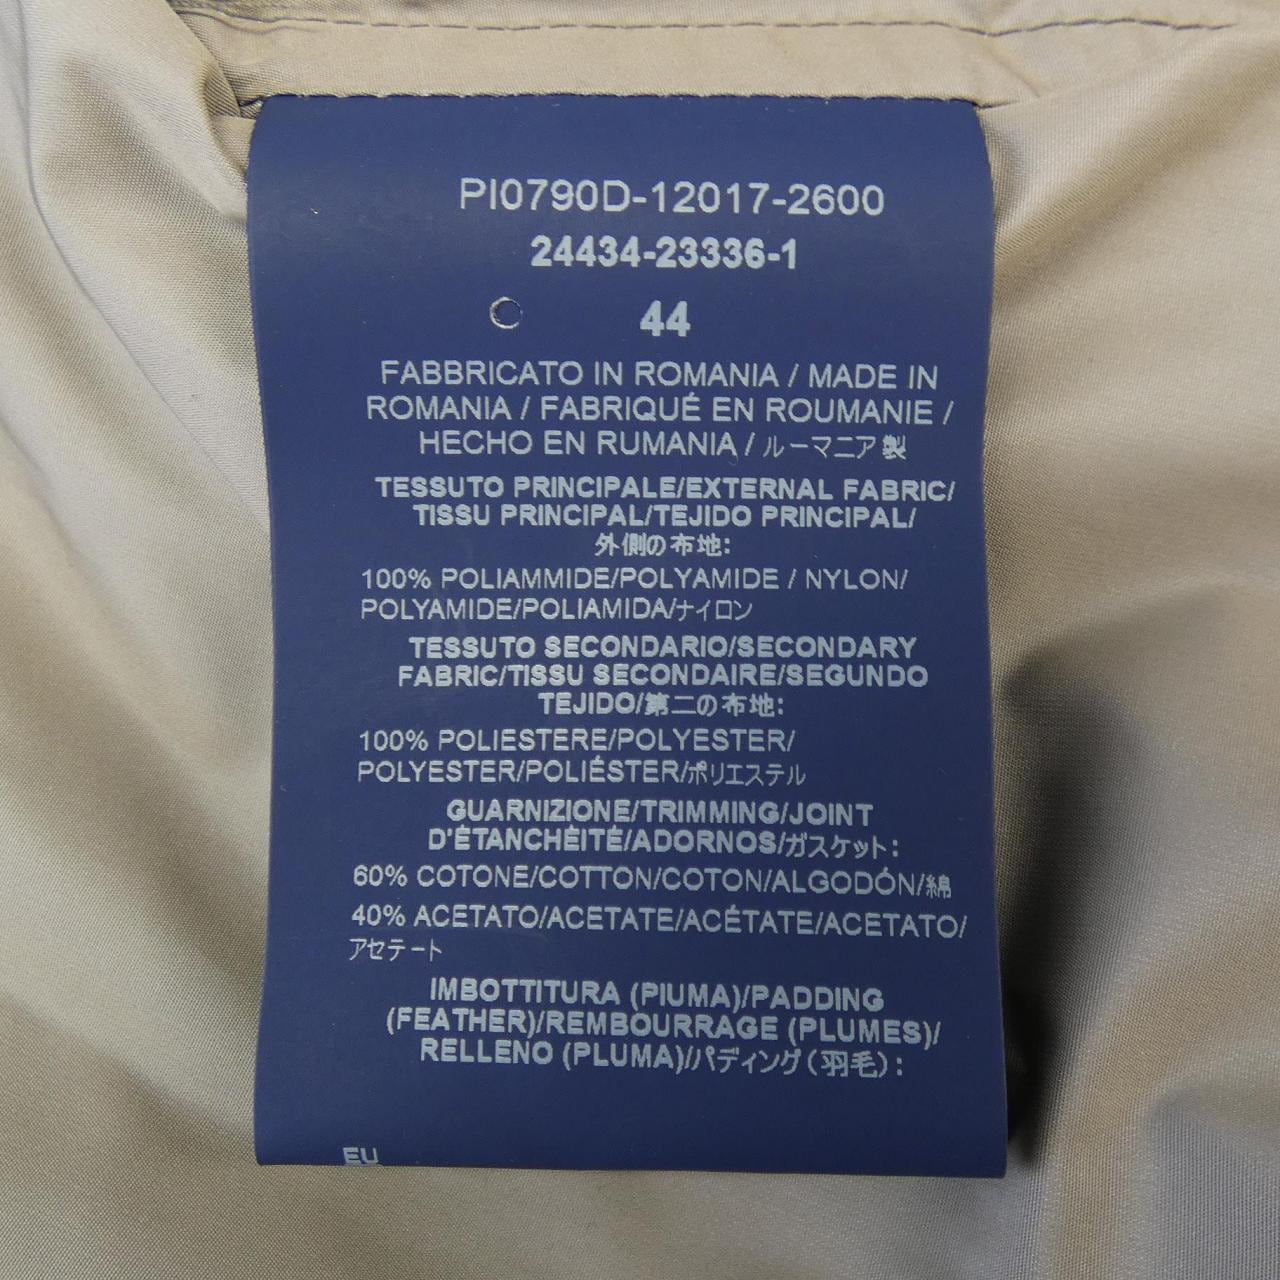 PI0790D-12017-2600
24434-23336-1
44
FABBRICATO IN ROMANIA / MADE IN
ROMANIA / FABRIQUÉ EN ROUMANIE /
HECHO EN RUMANIA / ルーマニア製
TESSUTO PRINCIPALE/EXTERNAL FABRIC/
TISSU PRINCIPAL/TEJIDO PRINCIPAL/
外側の布地:
100% POLIAMMIDE/POLYAMIDE / NYLON/
POLYAMIDE/POLIAMIDA/ナイロン
TESSUTO SECONDARIO/SECONDARY
FABRIC/TISSU SECONDAIRE/SEGUNDO
TEJIDO/第二の布地:
100% POLIESTERE/POLYESTER/
POLYESTER/POLIÉSTER/ポリエステル
GUARNIZIONE/TRIMMING/JOINT
D'ÉTANCHÉITÉ/ADORNOS/ガスケット:
60% COTONE/COTTON/COTON/ALGODÓN/綿
40% ACETATO/ACETATE/ACÉTATE/ACETATO/
アセテート
IMBOTTITURA (PIUMA)/PADDING
(FEATHER)/REMBOURRAGE (PLUMES)/
RELLENO (PLUMA)/パディング(羽毛):
EU